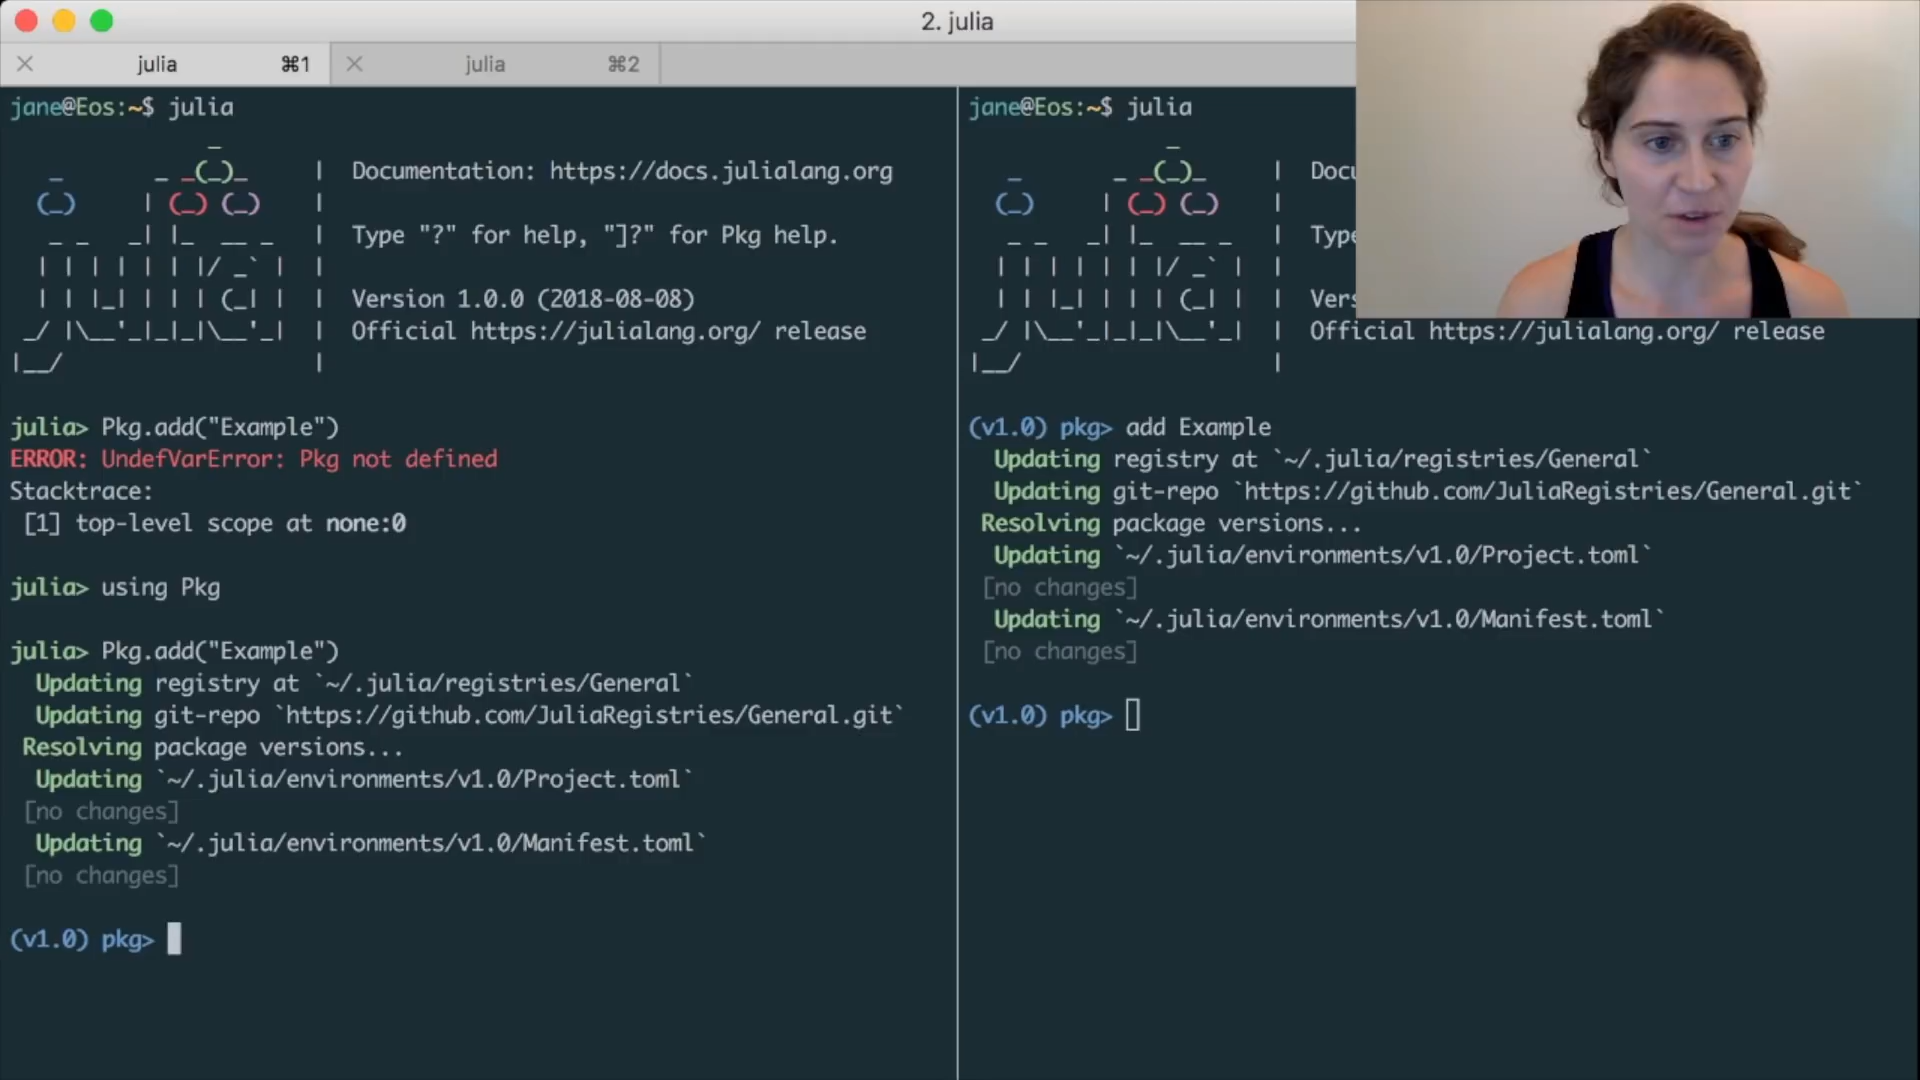 2. julia
julia ⌘1
julia ⌘2
jane@Eos:~$ julia
Documentation: https://docs.julialang.org
Type "?" for help, "]?" for Pkg help.
Version 1.0.0 (2018-08-08)
Official https://julialang.org/ release
julia> Pkg.add("Example")
ERROR: UndefVarError: Pkg not defined
Stacktrace:
[1] top-level scope at none:0
julia> using Pkg
julia> Pkg.add("Example")
Updating registry at `~/.julia/registries/General`
Updating git-repo `https://github.com/JuliaRegistries/General.git`
Resolving package versions...
Updating `~/.julia/environments/v1.0/Project.toml`
[no changes]
Updating `~/.julia/environments/v1.0/Manifest.toml`
[no changes]
(v1.0) pkg>
jane@Eos:~$ julia
Docu
Type
Vers
Official https://julialang.org/ release
(v1.0) pkg> add Example
Updating registry at `~/.julia/registries/General`
Updating git-repo `https://github.com/JuliaRegistries/General.git`
Resolving package versions...
Updating `~/.julia/environments/v1.0/Project.toml`
[no changes]
Updating `~/.julia/environments/v1.0/Manifest.toml`
[no changes]
(v1.0) pkg>